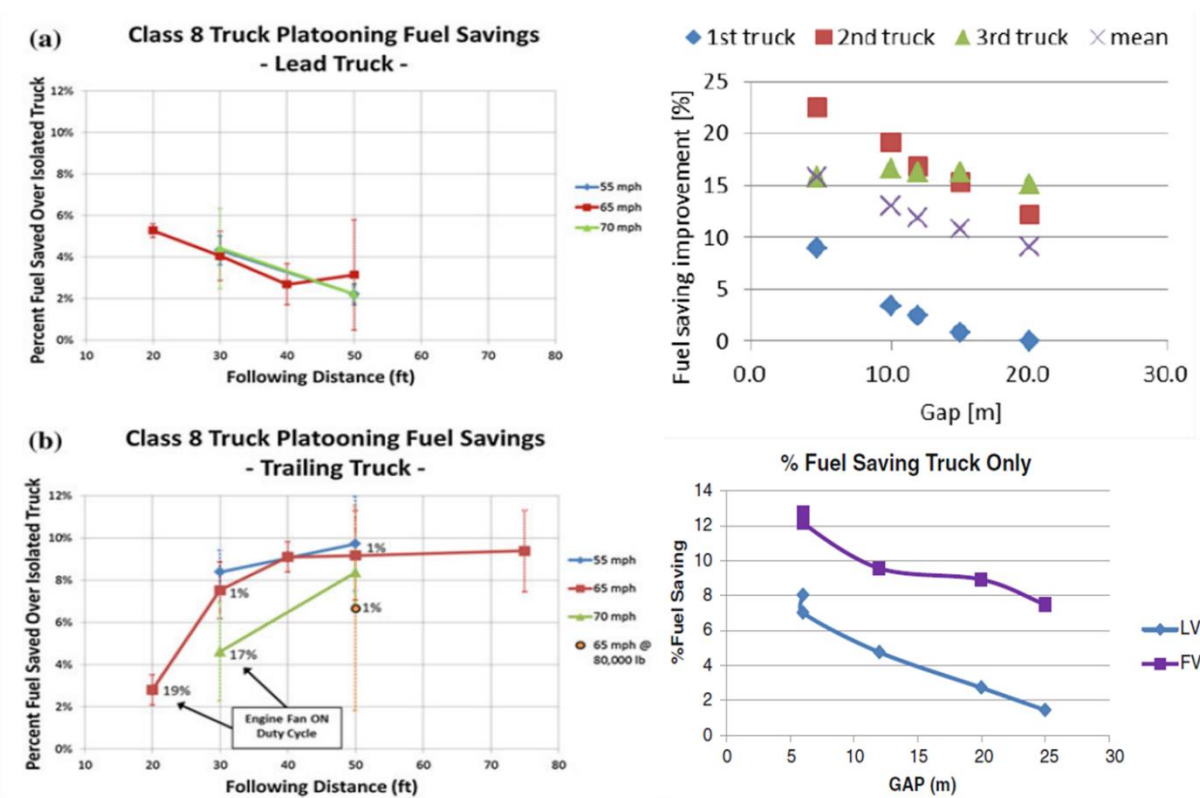 (a)
Class 8 Truck Platooning Fuel Savings
- Lead Truck -
Percent Fuel Saved Over Isolated Truck
12%
10%
8%
6%
4%
2%
0%
10 20 30 40 50 60 70 80
Following Distance (ft)
55 mph
65 mph
70 mph
1st truck 2nd truck 3rd truck mean
Fuel saving improvement [%]
25
20
15
10
5
0
0.0 10.0 20.0 30.0
Gap [m]
(b)
Class 8 Truck Platooning Fuel Savings
- Trailing Truck -
Percent Fuel Saved Over Isolated Truck
12%
10%
8%
6%
4%
2%
0%
1%
1%
1%
17%
19%
Engine Fan ON
Duty Cycle
10 20 30 40 50 60 70 80
Following Distance (ft)
55 mph
65 mph
70 mph
65 mph @
80,000 lb
% Fuel Saving Truck Only
%Fuel Saving
14
12
10
8
6
4
2
0
0 5 10 15 20 25 30
GAP (m)
LV
FV